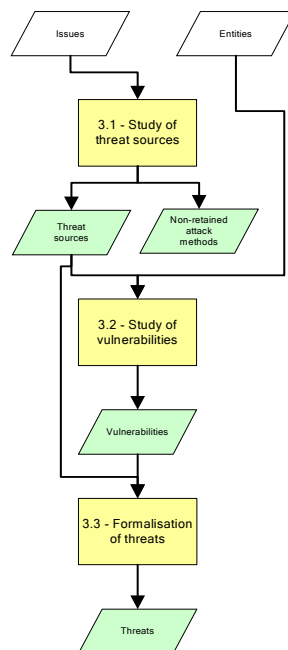 Issues
Entities
3.1 - Study of
threat sources
Threat
sources
Non-retained
attack
methods
3.2 - Study of
vulnerabilities
Vulnerabilities
3.3 - Formalisation
of threats
Threats